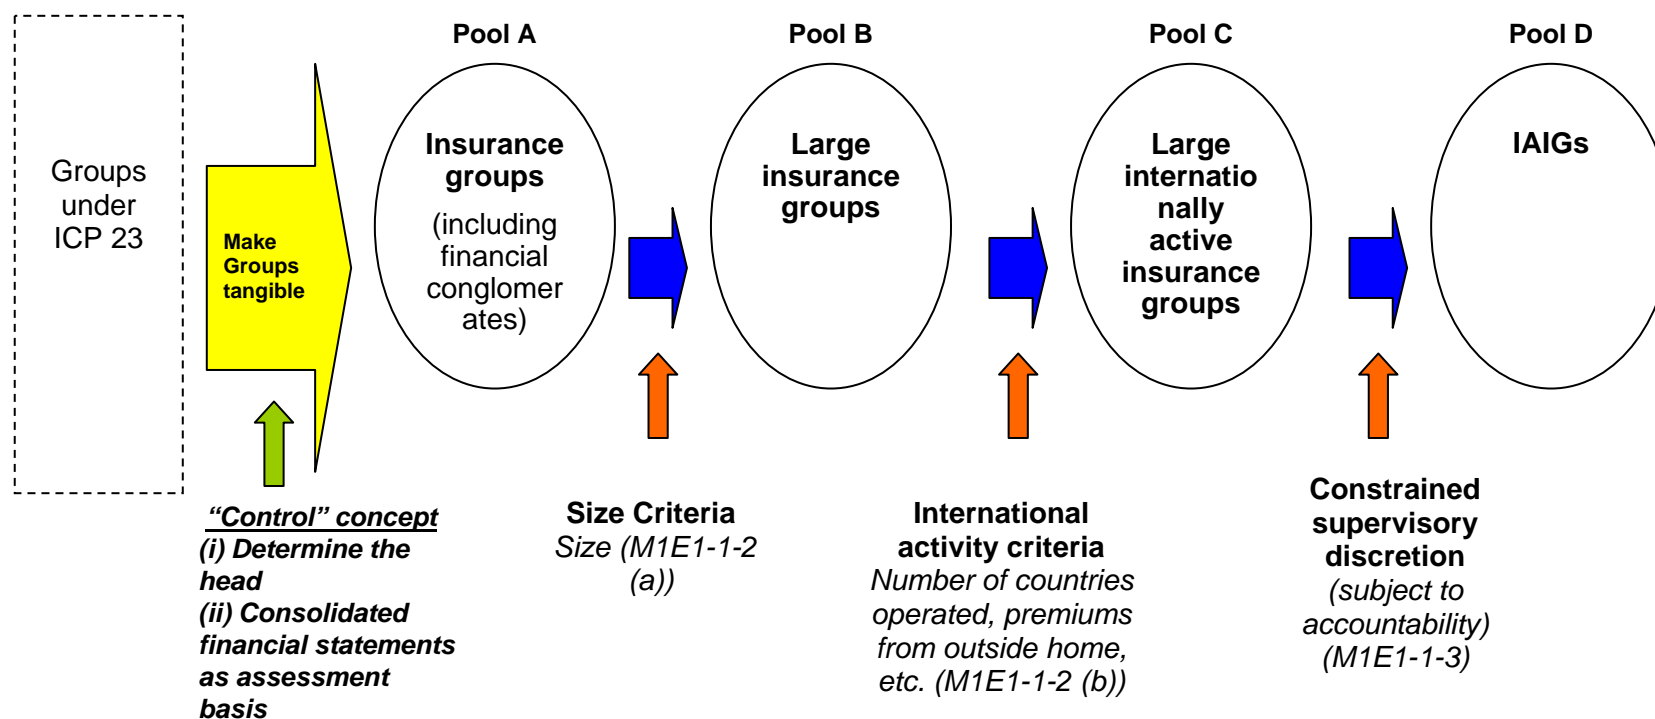 Groups
under
ICP 23
Make
Groups
tangible
"Control" concept
(i) Determine the
head
(ii) Consolidated
financial statements
as assessment
basis
Pool A
Insurance
groups
(including
financial
conglomer
ates)
Size Criteria
Size (M1E1-1-2
(a))
Pool B
Large
insurance
groups
International
activity criteria
Number of countries
operated, premiums
from outside home,
etc. (M1E1-1-2 (b))
Pool C
Large
internatio
nally
active
insurance
groups
Constrained
supervisory
discretion
(subject to
accountability)
(M1E1-1-3)
Pool D
IAIGs